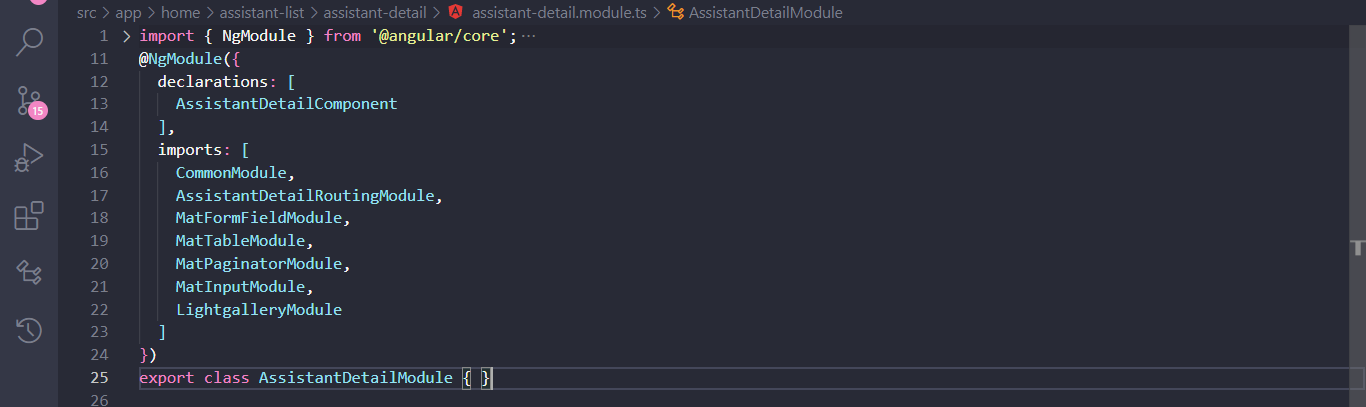 src > app > home > assistant-list > assistant-detail > assistant-detail.module.ts > AssistantDetailModule
1 > import { NgModule } from '@angular/core'; ...
11 @NgModule({
12 declarations: [
13 AssistantDetailComponent
14 ],
15 imports: [
16 CommonModule,
17 AssistantDetailRoutingModule,
18 MatFormFieldModule,
19 MatTableModule,
20 MatPaginatorModule,
21 MatInputModule,
22 LightgalleryModule
23 ]
24 })
25 export class AssistantDetailModule { }
26
15